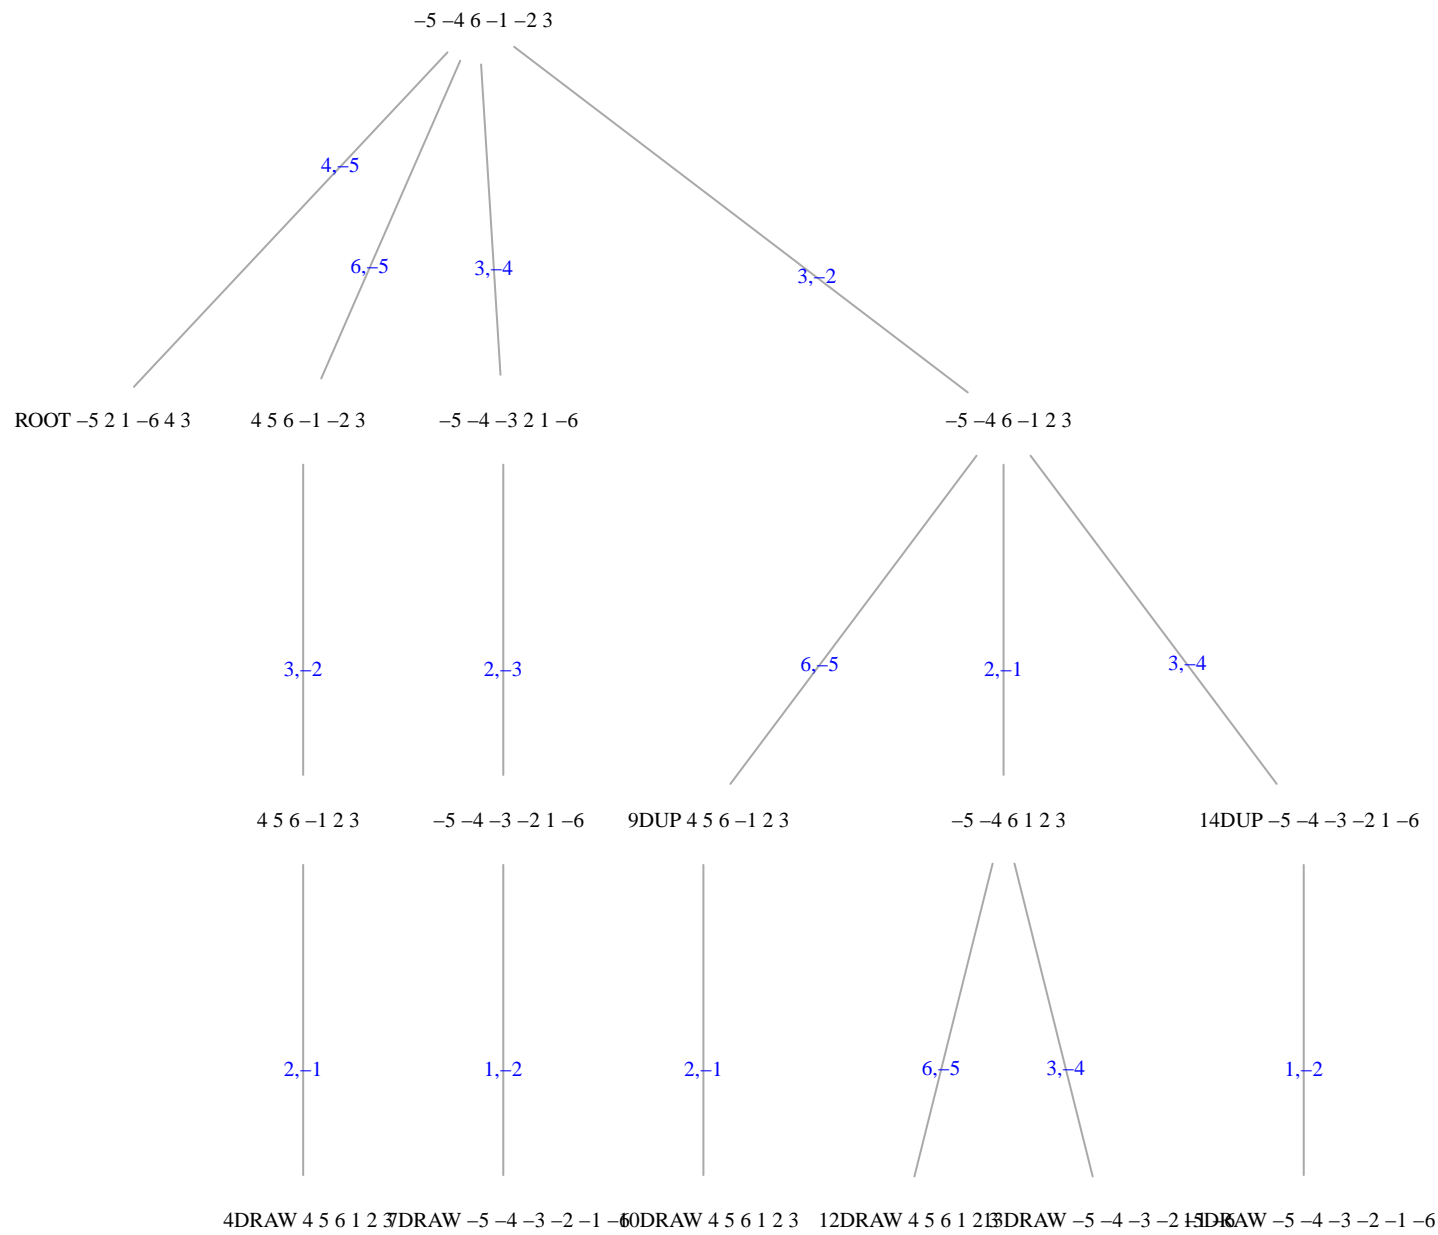 –5 –4 6 –1 –2 3
4,–5
6,–5
3,–4
3,–2
ROOT –5 2 1 –6 4 3
4 5 6 –1 –2 3
–5 –4 –3 2 1 –6
–5 –4 6 –1 2 3
3,–2
2,–3
6,–5
2,–1
3,–4
4 5 6 –1 2 3
–5 –4 –3 –2 1 –6
9DUP 4 5 6 –1 2 3
–5 –4 6 1 2 3
14DUP –5 –4 –3 –2 1 –6
2,–1
1,–2
2,–1
6,–5
3,–4
1,–2
4DRAW 4 5 6 1 2 3
7DRAW –5 –4 –3 –2 –1 –6
10DRAW 4 5 6 1 2 3
12DRAW 4 5 6 1 2 3
13DRAW –5 –4 –3 –2 –1 –6
15DRAW –5 –4 –3 –2 –1 –6